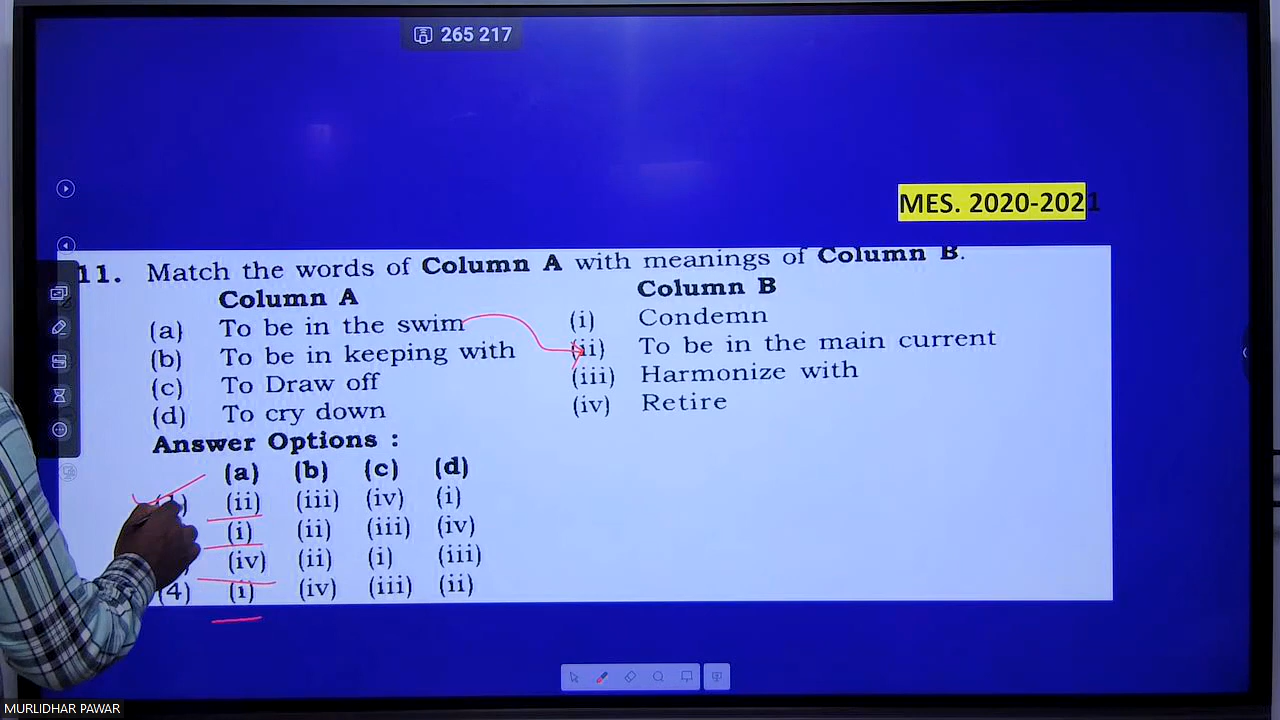 265 217
MES. 2020-2021
11. Match the words of Column A with meanings of Column B.
Column A Column B
(a) To be in the swim (i) Condemn
(b) To be in keeping with (ii) To be in the main current
(c) To Draw off (iii) Harmonize with
(d) To cry down (iv) Retire
Answer Options :
(a) (b) (c) (d)
(ii) (iii) (iv) (i)
(i) (ii) (iii) (iv)
(iv) (ii) (i) (iii)
(4) (i) (iv) (iii) (ii)
MURLIDHAR PAWAR